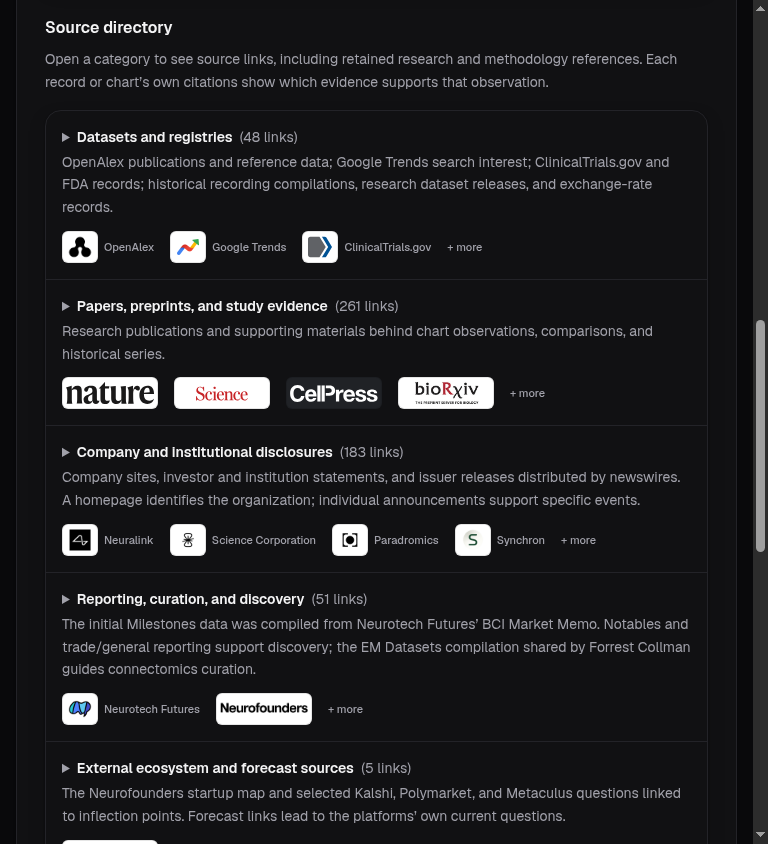 Source directory
Open a category to see source links, including retained research and methodology references. Each
record or chart's own citations show which evidence supports that observation.
Datasets and registries (48 links)
OpenAlex publications and reference data; Google Trends search interest; ClinicalTrials.gov and
FDA records; historical recording compilations, research dataset releases, and exchange-rate
records.
OpenAlex Google Trends ClinicalTrials.gov + more
Papers, preprints, and study evidence (261 links)
Research publications and supporting materials behind chart observations, comparisons, and
historical series.
nature Science CellPress bioRxiv + more
THE PREPRINT SERVER FOR BIOLOGY
Company and institutional disclosures (183 links)
Company sites, investor and institution statements, and issuer releases distributed by newswires.
A homepage identifies the organization; individual announcements support specific events.
Neuralink Science Corporation Paradromics S Synchron + more
Reporting, curation, and discovery (51 links)
The initial Milestones data was compiled from Neurotech Futures' BCI Market Memo. Notables and
trade/general reporting support discovery; the EM Datasets compilation shared by Forrest Collman
guides connectomics curation.
Neurotech Futures Neurofounders + more
External ecosystem and forecast sources (5 links)
The Neurofounders startup map and selected Kalshi, Polymarket, and Metaculus questions linked
to inflection points. Forecast links lead to the platforms' own current questions.